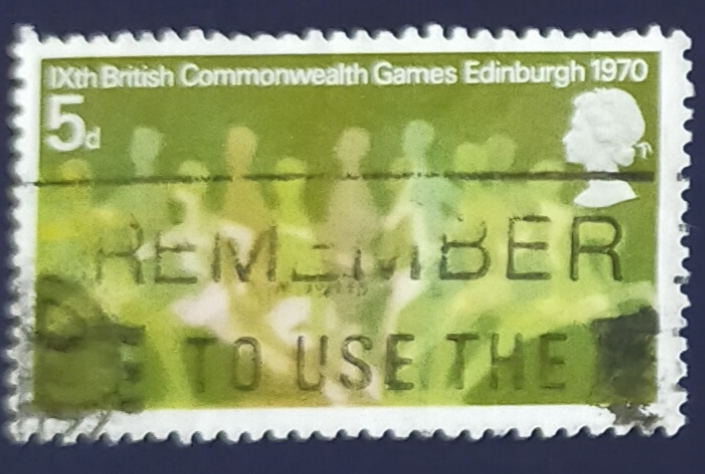 IXth British Commonwealth Games Edinburgh 1970
5d
REMEMBER
TO USE THE